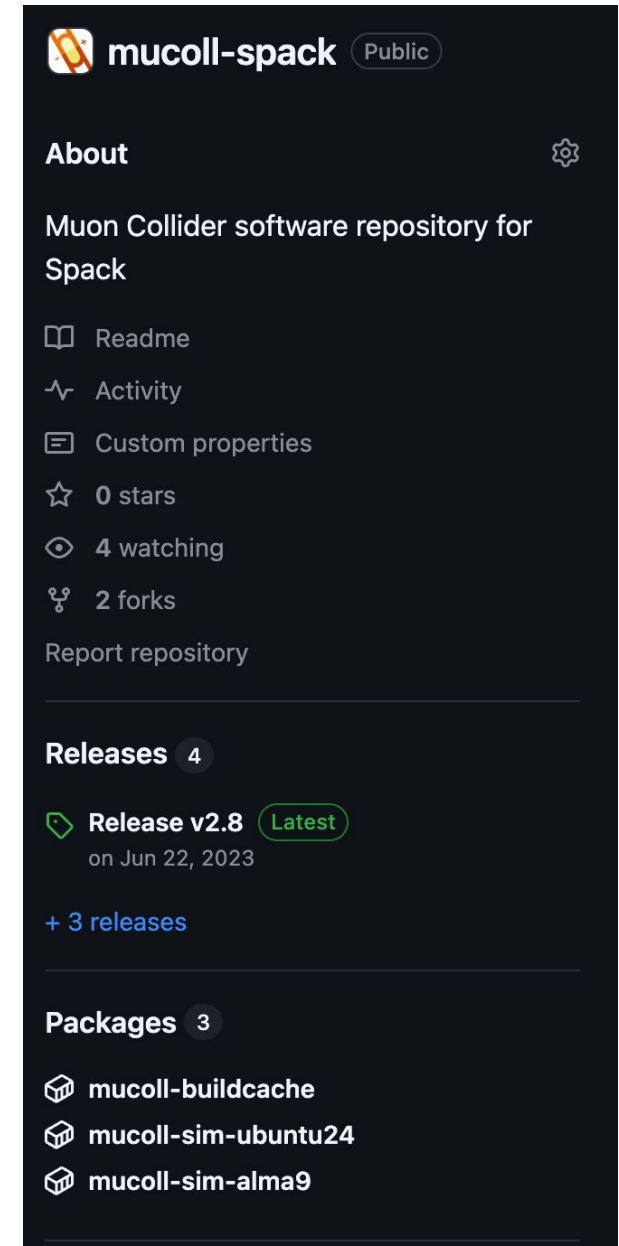 mucoll-spack Public
About
Muon Collider software repository for
Spack
Readme
Activity
Custom properties
0 stars
4 watching
2 forks
Report repository
Releases 4
Release v2.8 Latest
on Jun 22, 2023
+ 3 releases
Packages 3
mucoll-buildcache
mucoll-sim-ubuntu24
mucoll-sim-alma9